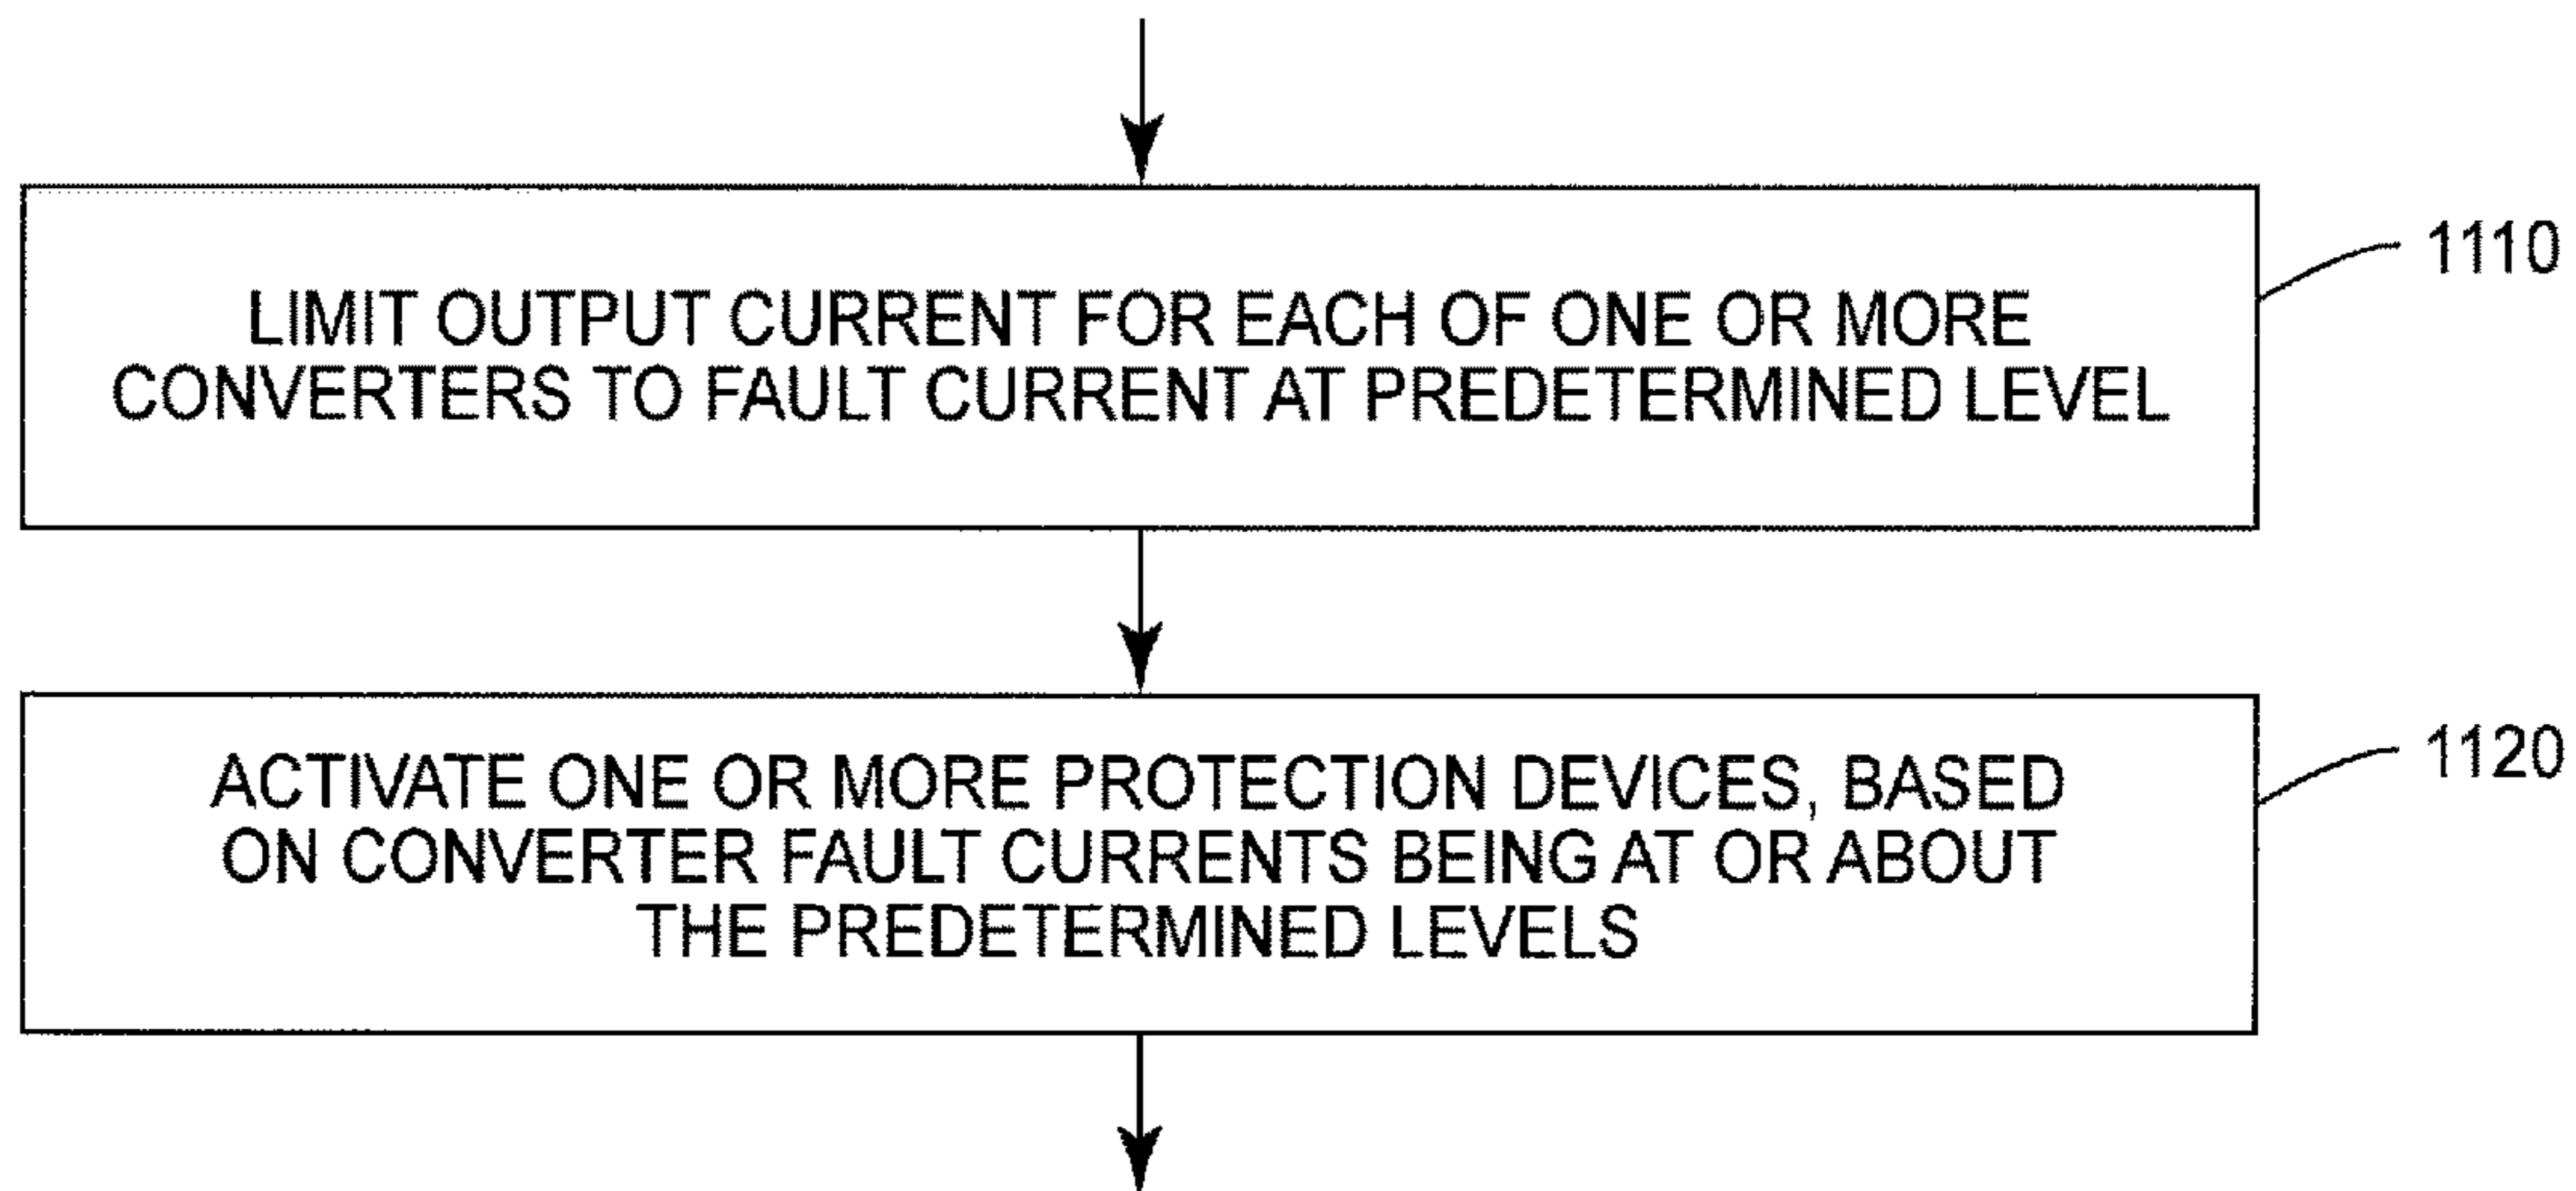 1110
LIMIT OUTPUT CURRENT FOR EACH OF ONE OR MORE
CONVERTERS TO FAULT CURRENT AT PREDETERMINED LEVEL
1120
ACTIVATE ONE OR MORE PROTECTION DEVICES, BASED
ON CONVERTER FAULT CURRENTS BEING AT OR ABOUT
THE PREDETERMINED LEVELS